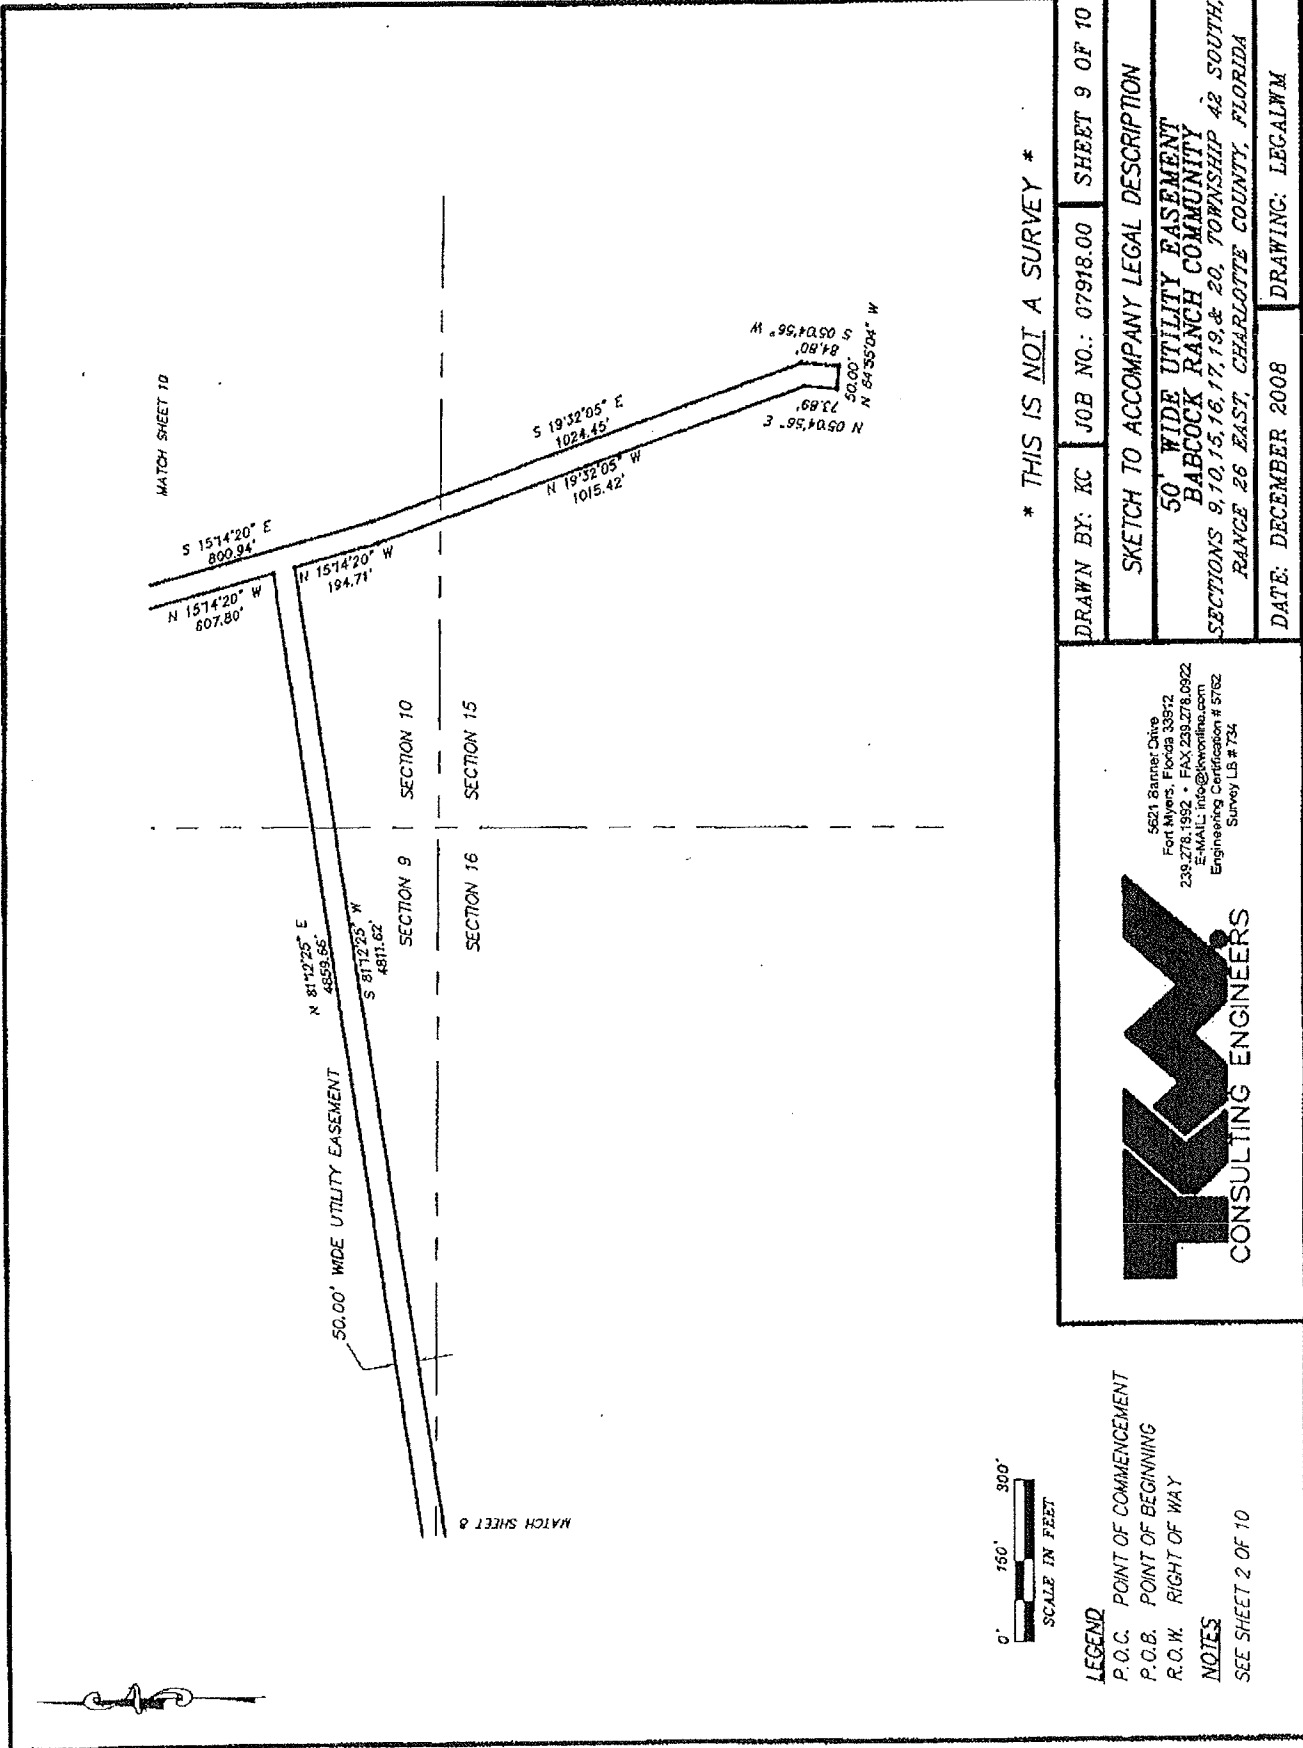 MATCH SHEET 10
S 15°14'20" E
800.94'
N 15°14'20" W
607.80'
N 15°14'20" W
194.71'
S 19°32'05" E
1024.45'
N 19°32'05" W
1015.42'
S 05°04'56" W
84.80'
50.00'
N 84°55'04" W
N 05°04'56" E
73.89'
N 81°12'25" E
4859.66'
S 81°12'25" W
4811.62'
SECTION 9
SECTION 10
SECTION 16
SECTION 15
50.00' WIDE UTILITY EASEMENT
MATCH SHEET 8
0' 150' 300'
SCALE IN FEET
* THIS IS NOT A SURVEY *
LEGEND
P.O.C. POINT OF COMMENCEMENT
P.O.B. POINT OF BEGINNING
R.O.W. RIGHT OF WAY
NOTES
SEE SHEET 2 OF 10
TKW
CONSULTING ENGINEERS
5621 Banner Drive
Fort Myers, Florida 33912
239.278.1992 • FAX 239.278.0922
E-MAIL: info@tkwonline.com
Engineering Certification # 5762
Survey LB # 734
DRAWN BY: KC JOB NO.: 07918.00 SHEET 9 OF 10
SKETCH TO ACCOMPANY LEGAL DESCRIPTION
50' WIDE UTILITY EASEMENT
BABCOCK RANCH COMMUNITY
SECTIONS 9,10,15,16,17,19,& 20, TOWNSHIP 42 SOUTH,
RANGE 26 EAST, CHARLOTTE COUNTY, FLORIDA
DATE: DECEMBER 2008 DRAWING: LEGALWM